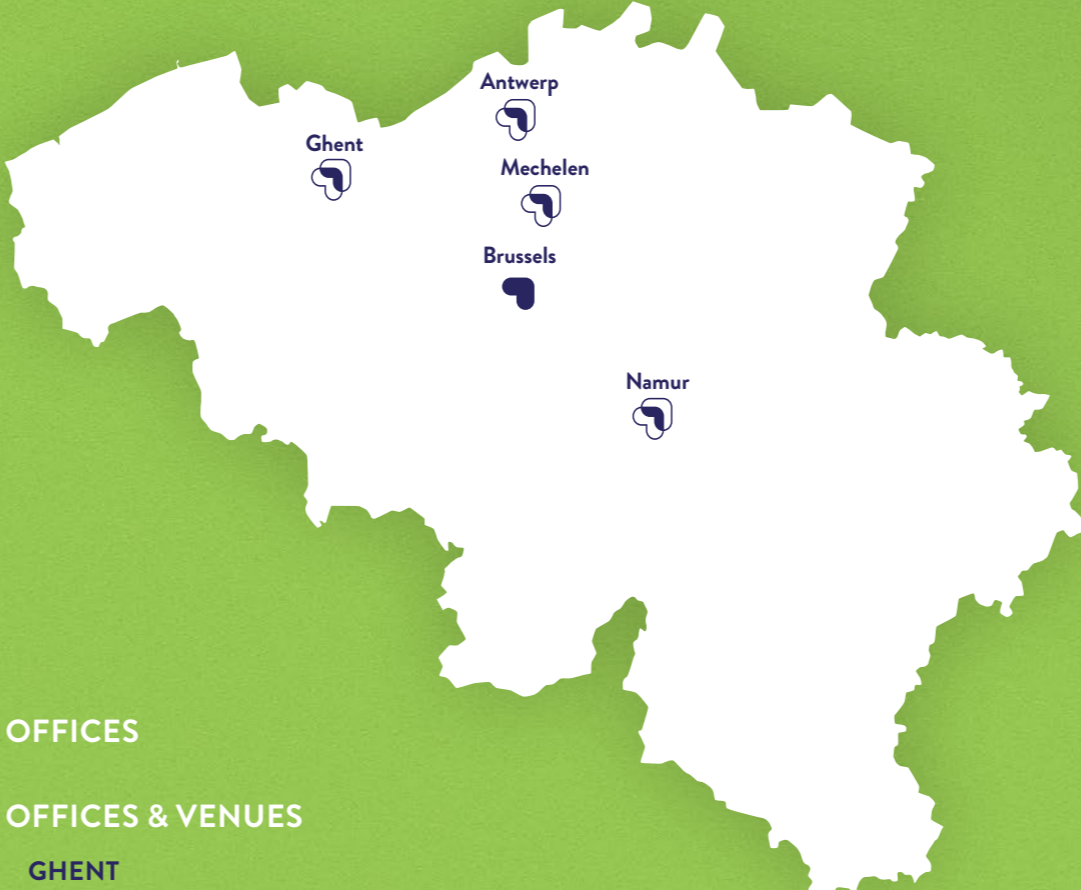 Antwerp
Ghent
Mechelen
Brussels
Namur
OFFICES
OFFICES & VENUES
GHENT